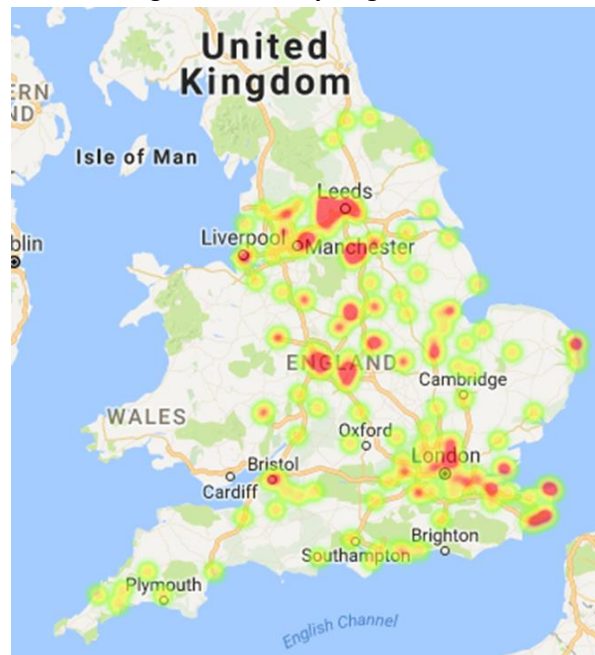 United
Kingdom
ERN
ND
Isle of Man
Leeds
Liverpool
Manchester
blin
ENGLAND
Cambridge
WALES
Oxford
London
Bristol
Cardiff
Brighton
Southampton
Plymouth
English Channel